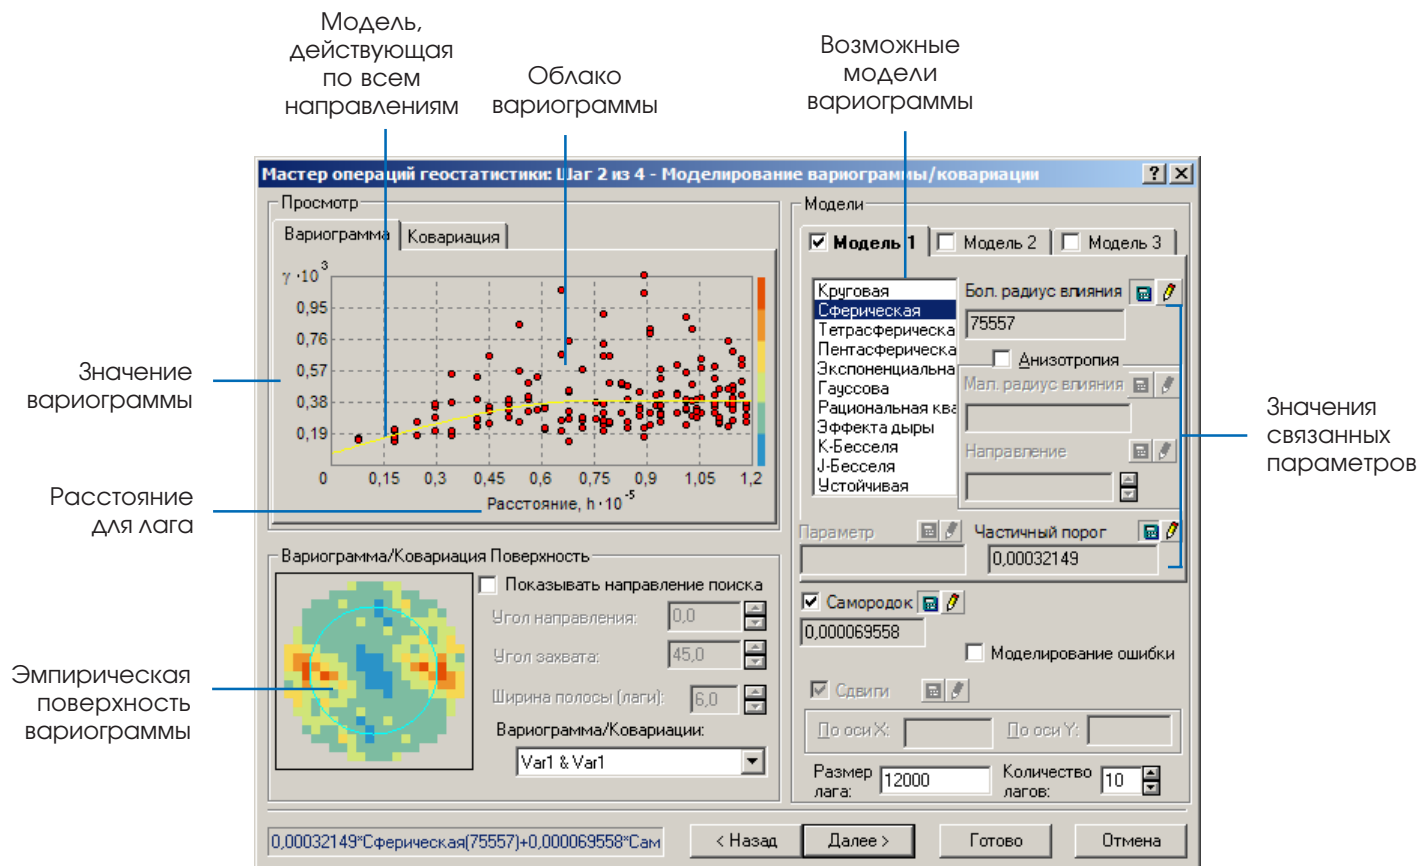 Модель,
действующая
по всем
направлениям
Облако
вариограммы
Возможные
модели
вариограммы
Мастер операций геостатистики: Шаг 2 из 4 - Моделирование вариограммы/ковариации
Просмотр
Вариограмма
Ковариация
γ ·10 3
0,95
0,76
0,57
0,38
0,19
0 0,15 0,3 0,45 0,6 0,75 0,9 1,05 1,2
Расстояние, h · 10 -5
Значение
вариограммы
Расстояние
для лага
Модели
Модель 1
Модель 2
Модель 3
Круговая
Сферическая
Тетрасферическа
Пентасферическа
Экспоненциальна
Гауссова
Рациональная ква
Эффекта дыры
К-Бесселя
J-Бесселя
Устойчивая
Бол. радиус влияния
75557
Анизотропия
Мал. радиус влияния
Направление
Параметр
Частичный порог
0,00032149
Значения
связанных
параметров
Самородок
0,000069558
Моделирование ошибки
Сдвиги
По оси X:
По оси Y:
Размер
лага:
12000
Количество
лагов:
10
Вариограмма/Ковариация Поверхность
Показывать направление поиска
Угол направления:
0,0
Угол захвата:
45,0
Ширина полосы (лаги):
6,0
Вариограмма/Ковариации:
Var1 & Var1
Эмпирическая
поверхность
вариограммы
0,00032149*Сферическая(75557)+0,000069558*Сам
< Назад
Далее >
Готово
Отмена